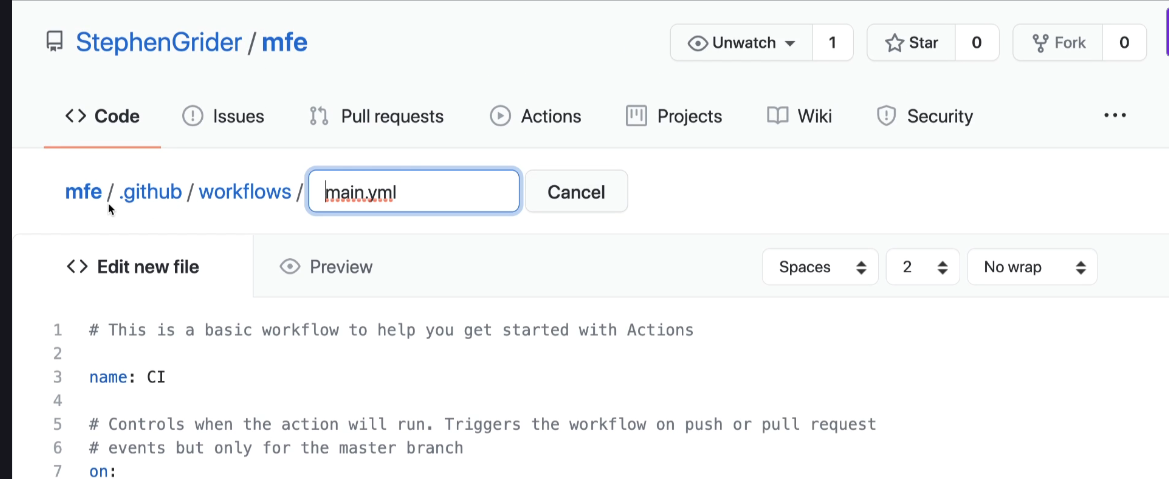 StephenGrider / mfe
Unwatch 1 Star 0 Fork 0
<> Code Issues Pull requests Actions Projects Wiki Security ...
mfe / .github / workflows / main.yml Cancel
<> Edit new file Preview Spaces 2 No wrap
1 # This is a basic workflow to help you get started with Actions
2
3 name: CI
4
5 # Controls when the action will run. Triggers the workflow on push or pull request
6 # events but only for the master branch
7 on: